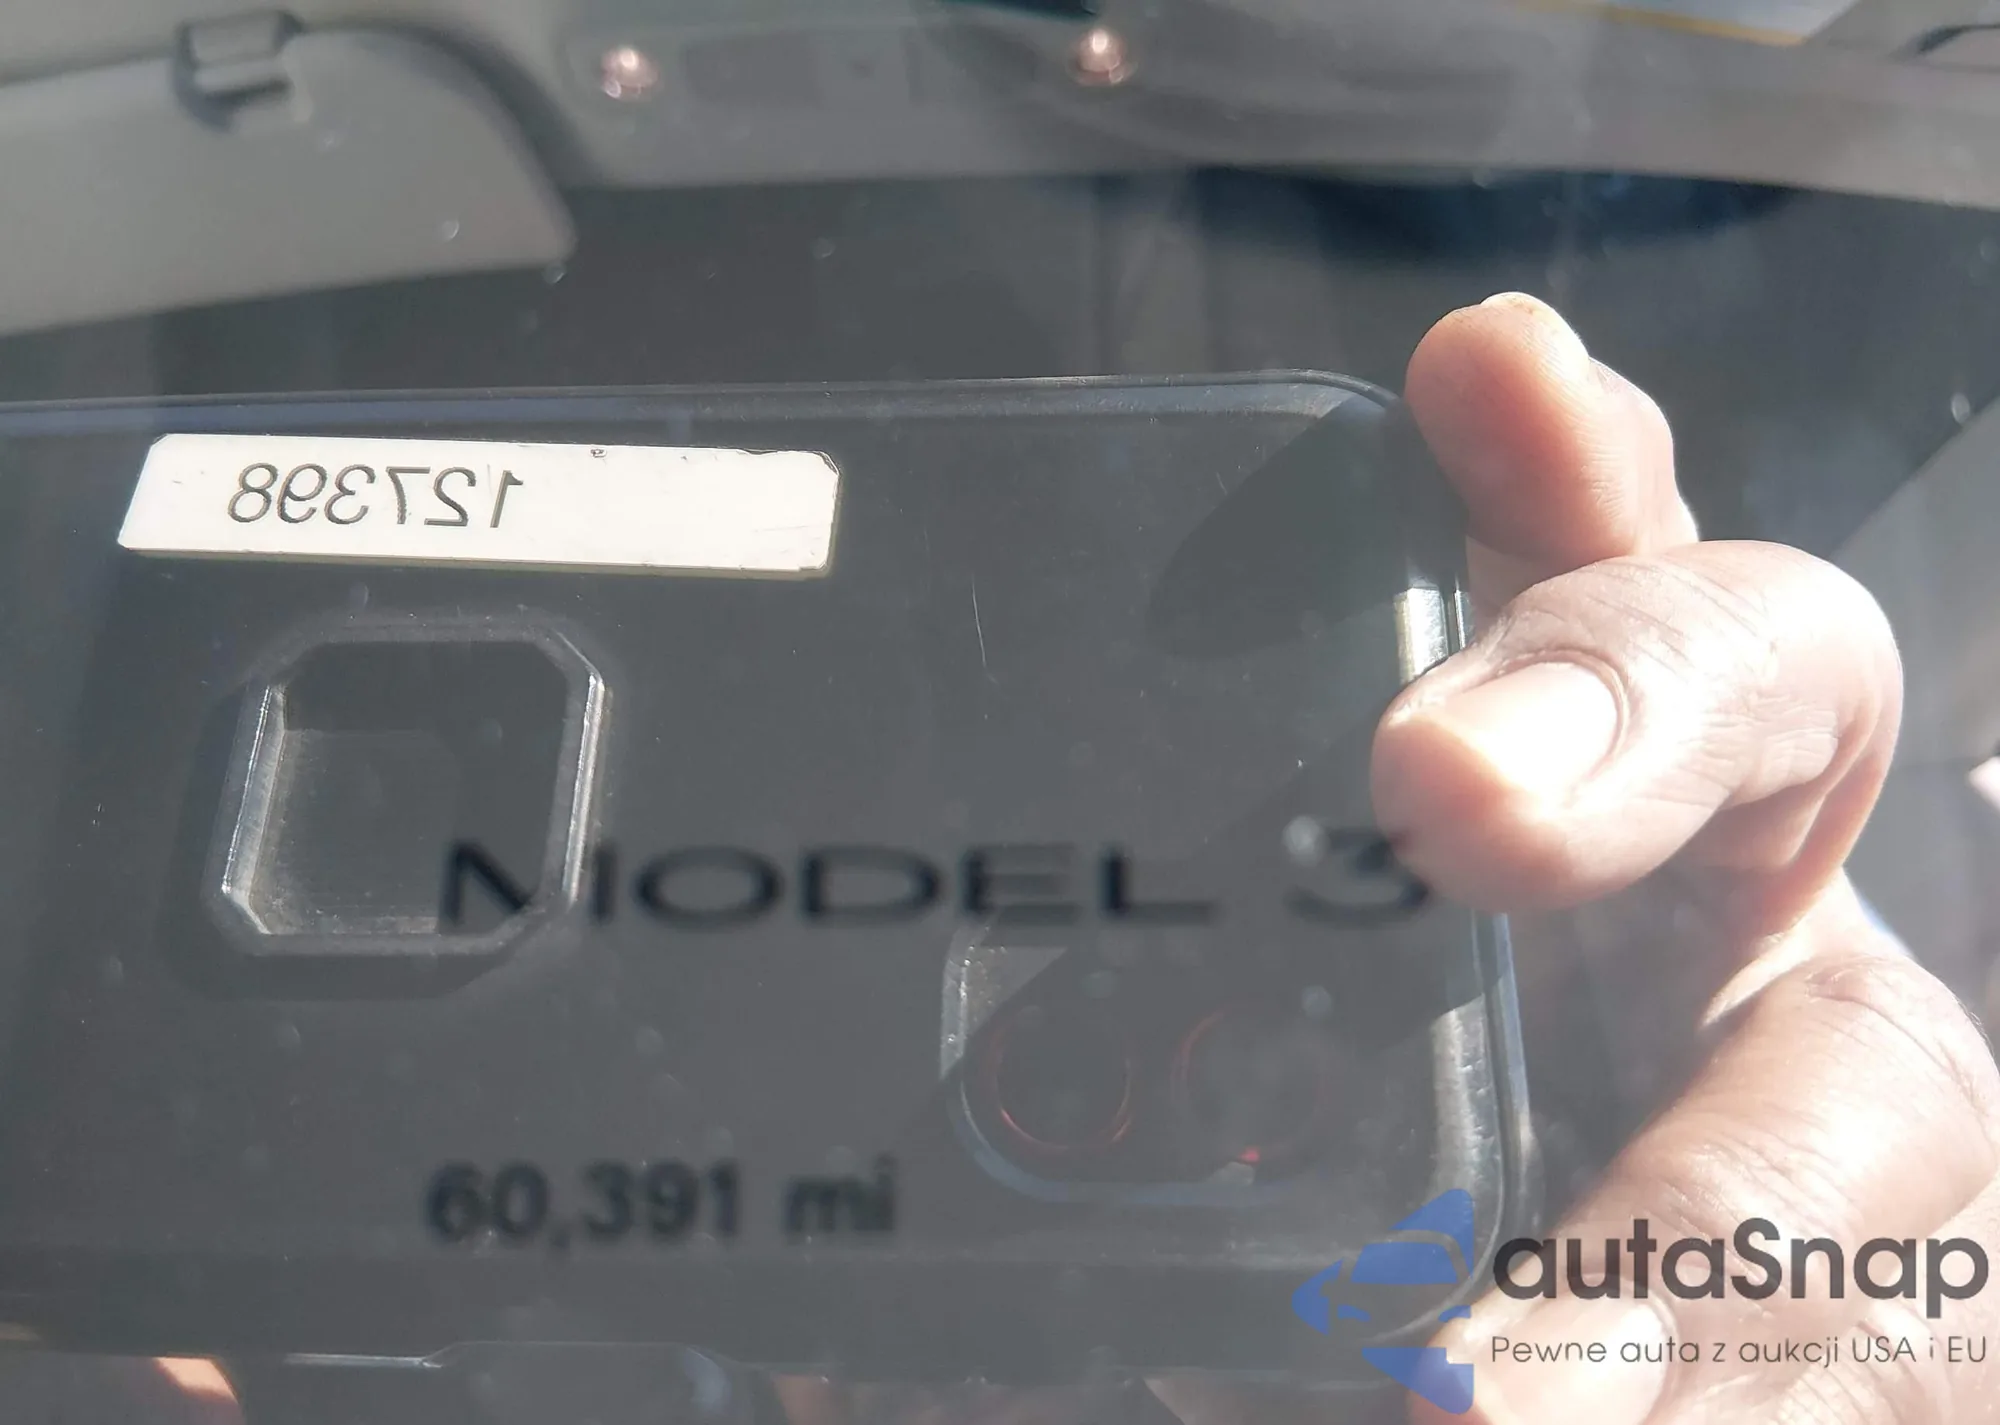 127398
MODEL 3
60,391 mi
autaSnap
Pewne auta z aukcji USA i EU